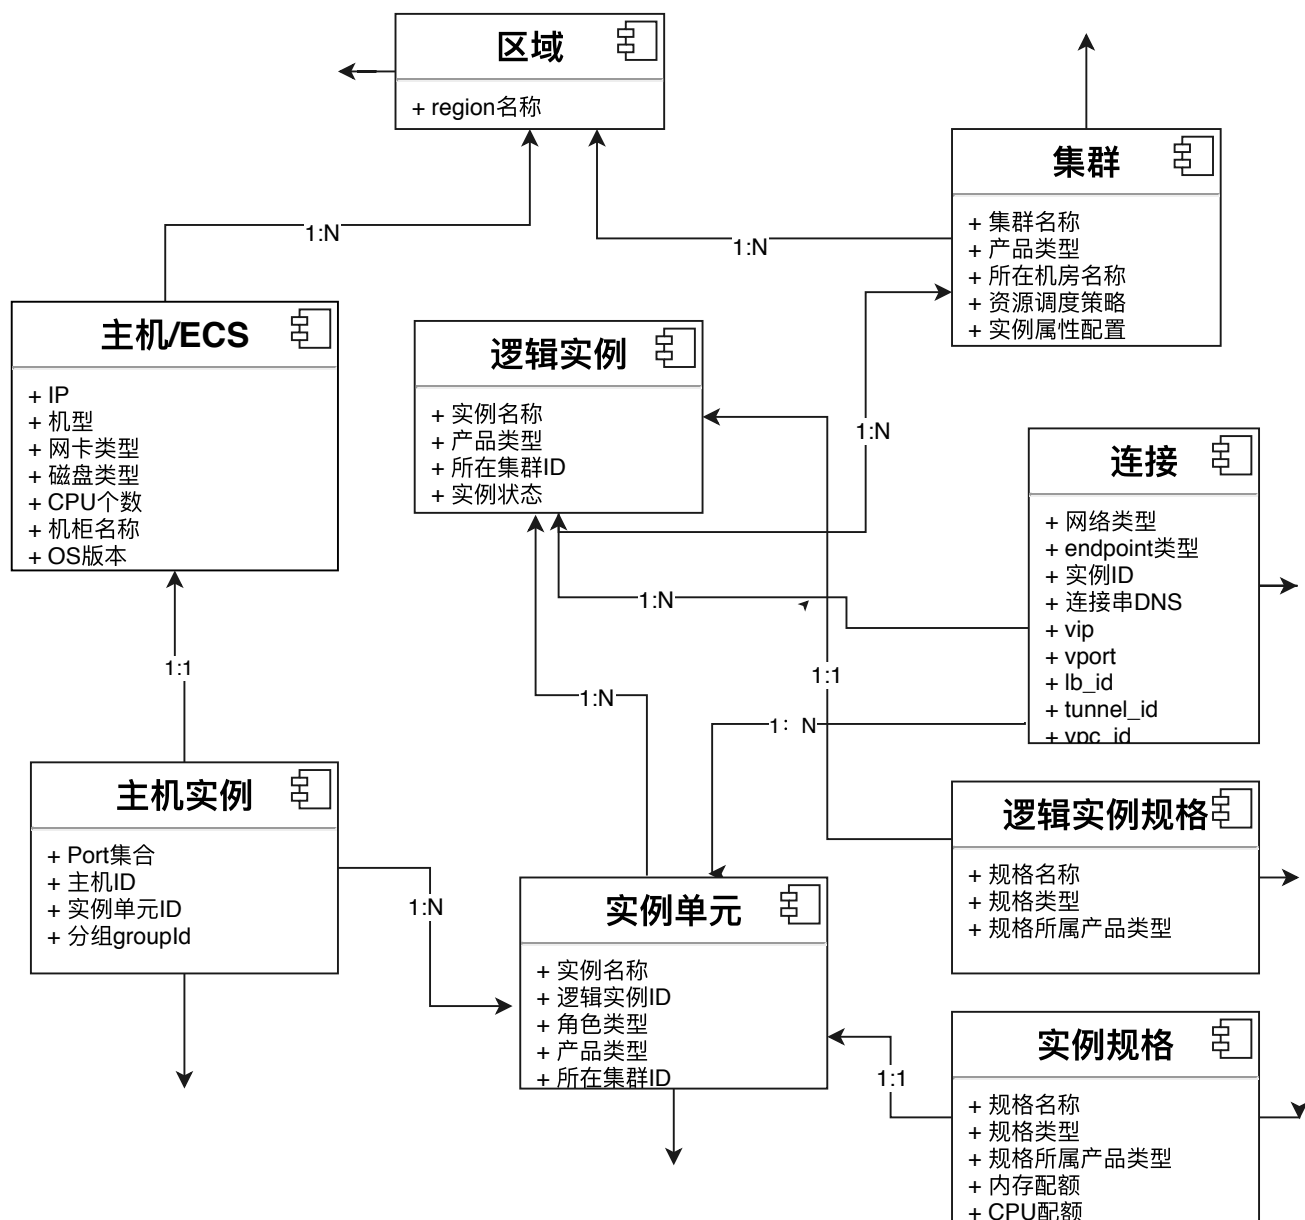 区域
+ region名称
集群
+ 集群名称
+ 产品类型
+ 所在机房名称
+ 资源调度策略
+ 实例属性配置
1:N
1:N
主机/ECS
+ IP
+ 机型
+ 网卡类型
+ 磁盘类型
+ CPU个数
+ 机柜名称
+ OS版本
逻辑实例
+ 实例名称
+ 产品类型
+ 所在集群ID
+ 实例状态
1:N
连接
+ 网络类型
+ endpoint类型
+ 实例ID
+ 连接串DNS
+ vip
+ vport
+ lb_id
+ tunnel_id
+ vpc_id
1:N
1:1
1:1
1:N
1: N
主机实例
+ Port集合
+ 主机ID
+ 实例单元ID
+ 分组groupId
1:N
逻辑实例规格
+ 规格名称
+ 规格类型
+ 规格所属产品类型
实例单元
+ 实例名称
+ 逻辑实例ID
+ 角色类型
+ 产品类型
+ 所在集群ID
1:1
实例规格
+ 规格名称
+ 规格类型
+ 规格所属产品类型
+ 内存配额
+ CPU配额